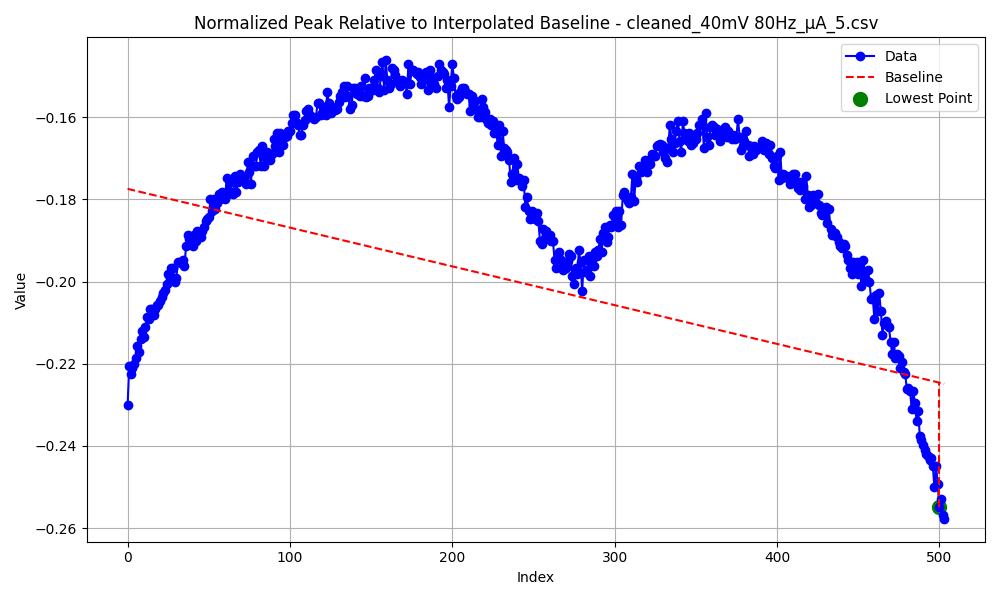 Normalized Peak Relative to Interpolated Baseline - cleaned_40mV 80Hz_μA_5.csv
Data
Baseline
Lowest Point
−0.16
−0.18
−0.20
−0.22
−0.24
−0.26
Value
0
100
200
300
400
500
Index